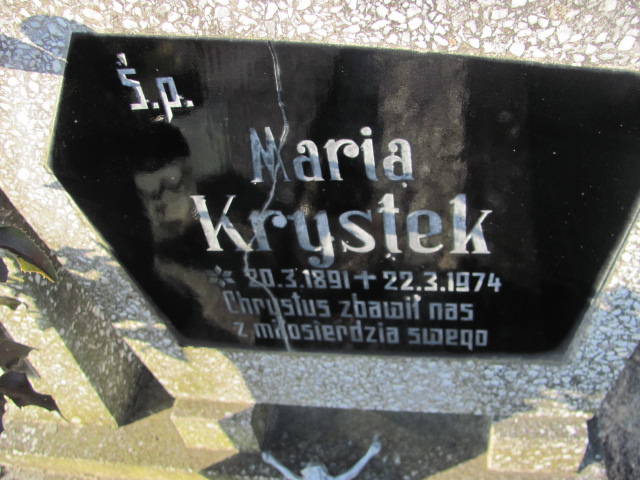 Ś.p.
Maria
Krystek
* 20.3.1891 + 22.3.1974
Chrystus zbawił nas
z miłosierdzia swego